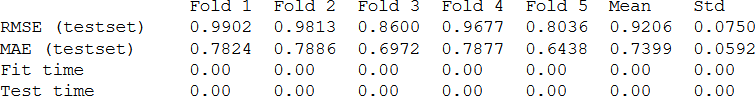 Fold 1 Fold 2 Fold 3 Fold 4 Fold 5 Mean Std
RMSE (testset) 0.9902 0.9813 0.8600 0.9677 0.8036 0.9206 0.0750
MAE (testset) 0.7824 0.7886 0.6972 0.7877 0.6438 0.7399 0.0592
Fit time 0.00 0.00 0.00 0.00 0.00 0.00 0.00
Test time 0.00 0.00 0.00 0.00 0.00 0.00 0.00